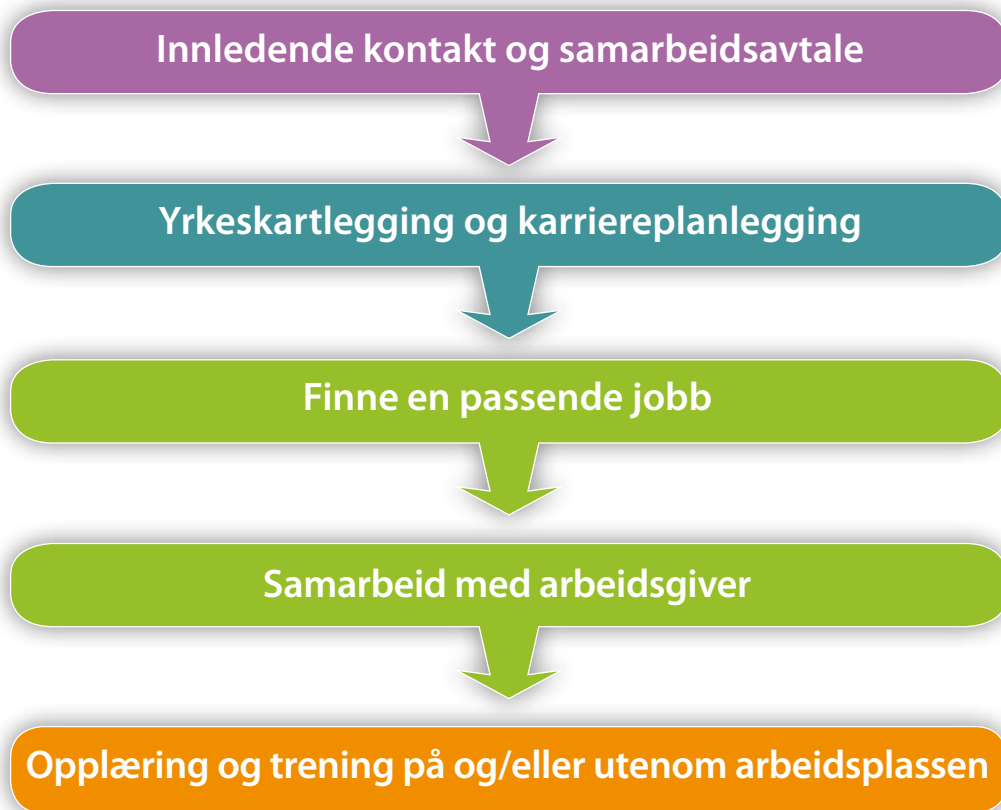 Innledende kontakt og samarbeidsavtale
Yrkeskartlegging og karriereplanlegging
Finne en passende jobb
Samarbeid med arbeidsgiver
Opplæring og trening på og/eller utenom arbeidsplassen